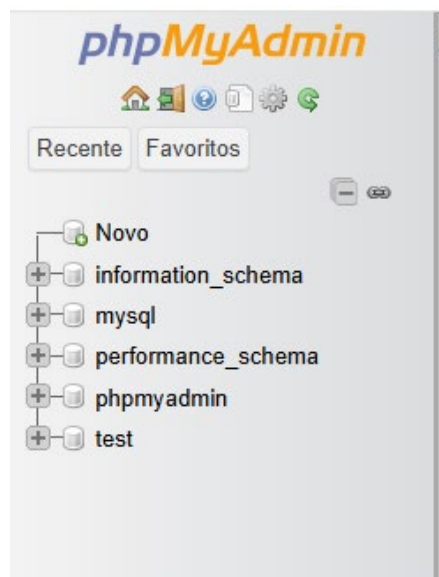 phpMyAdmin
Recente Favoritos
Novo
information_schema
mysql
performance_schema
phpmyadmin
test